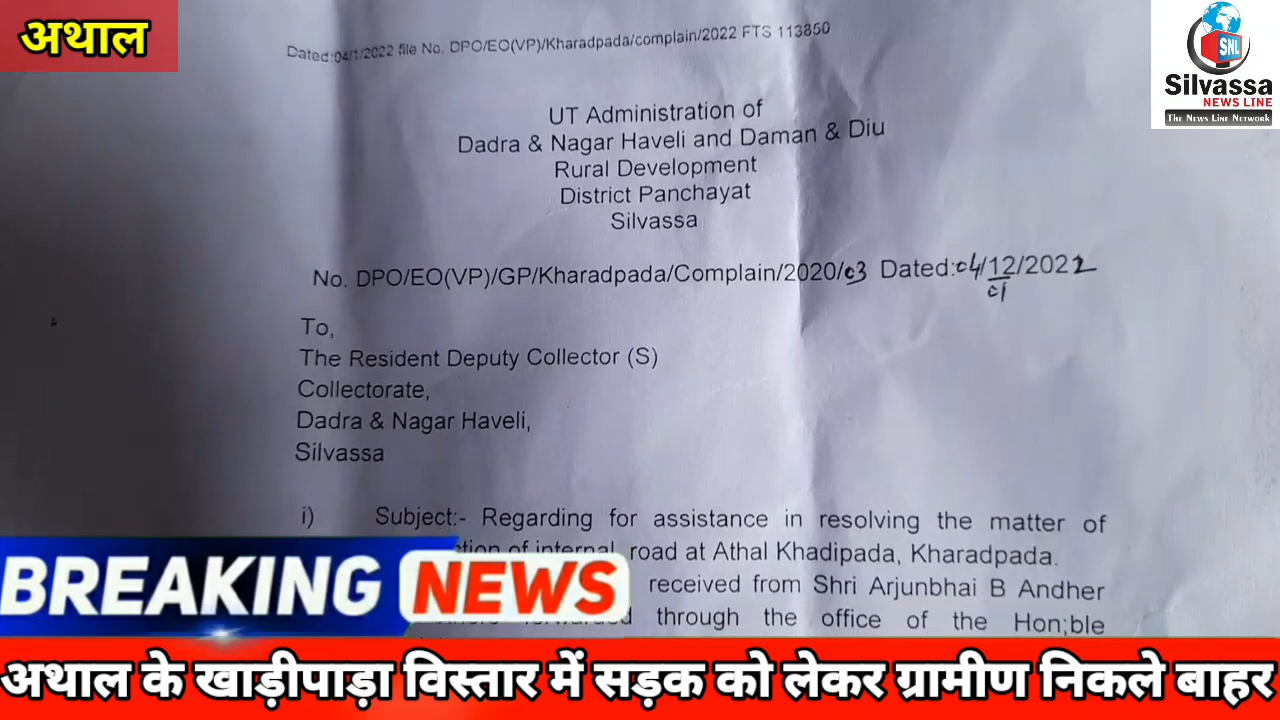 अथाल
SNL
Silvassa
NEWS LINE
THE NEWS LINE NETWORK
Dated:04/1/2022 file No. DPO/EO(VP)/Kharadpada/complain/2022 FTS 113850
UT Administration of
Dadra & Nagar Haveli and Daman & Diu
Rural Development
District Panchayat
Silvassa
No. DPO/EO(VP)/GP/Kharadpada/Complain/2020/03 Dated:04/12/2022
01
To,
The Resident Deputy Collector (S)
Collectorate,
Dadra & Nagar Haveli,
Silvassa
i) Subject:- Regarding for assistance in resolving the matter of
of internal road at Athal Khadipada, Kharadpada.
received from Shri Arjunbhai B Andher
through the office of the Hon;ble
BREAKING NEWS
अथाल के खाड़ीपाड़ा विस्तार में सड़क को लेकर ग्रामीण निकले बाहर